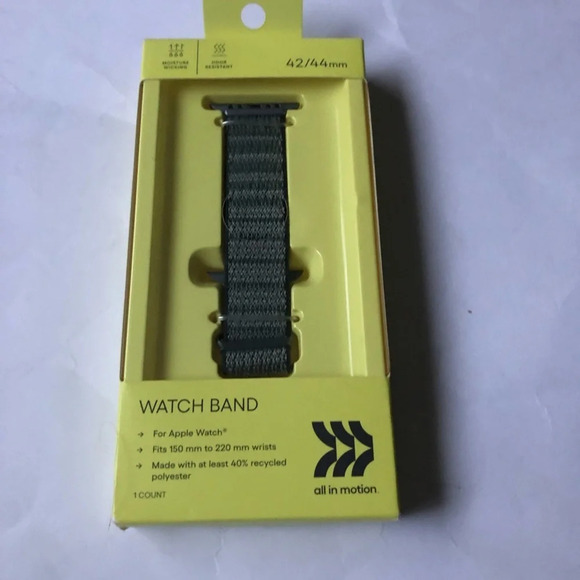 MOISTURE
WICKING
ODOR
RESISTANT
42/44mm
WATCH BAND
→ For Apple Watch®
→ Fits 150 mm to 220 mm wrists
→ Made with at least 40% recycled
polyester
1 COUNT
all in motion.